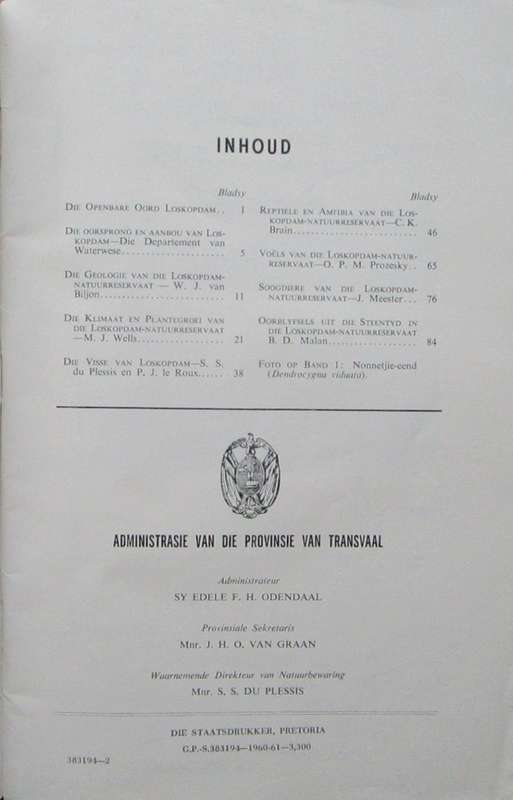 INHOUD
Bladsy
DIE OPENBARE OORD LOSKOPDAM.. 1
DIE OORSPRONG EN AANBOU VAN LOS-
KOPDAM—Die Departement van
Waterwese.................... 5
DIE GEOLOGIE VAN DIE LOSKOPDAM-
NATUURRESERVAAT — W. J. van
Biljon......................... 11
DIE KLIMAAT EN PLANTEGROEI VAN
DIE LOSKOPDAM-NATUURRESERVAAT
—M. J. Wells................. 21
DIE VISSE VAN LOSKOPDAM—S. S.
du Plessis en P. J. le Roux...... 38
Bladsy
REPTIELE EN AMFIBIA VAN DIE LOS-
KOPDAM-NATUURRESERVAAT—C. K.
Brain......................... 46
VOËLS VAN DIE LOSKOPDAM-NATUUR-
RESERVAAT—O. P. M. Prozesky.. 65
SOOGDIERE VAN DIE LOSKOPDAM-
NATUURRESERVAAT—J. Meester... 76
OORBLYFSELS UIT DIE STEENTYD IN
DIE LOSKOPDAM-NATUURRESERVAAT
B. D. Malan.................. 84
FOTO OP BAND 1: Nonnetjie-eend
(Dendrocygna viduata).
ADMINISTRASIE VAN DIE PROVINSIE VAN TRANSVAAL
Administrateur
SY EDELE F. H. ODENDAAL
Provinsiale Sekretaris
MNR. J. H. O. VAN GRAAN
Waarnemende Direkteur van Natuurbewaring
MNR. S. S. DU PLESSIS
DIE STAATSDRUKKER, PRETORIA
G.P.-S.383194—1960-61—3,300
383194—2